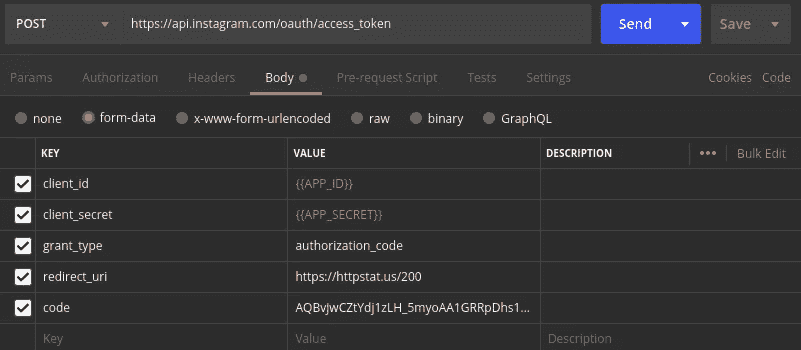 POST https://api.instagram.com/oauth/access_token Send Save
Params Authorization Headers Body Pre-request Script Tests Settings Cookies Code
none form-data x-www-form-urlencoded raw binary GraphQL
KEY VALUE DESCRIPTION ••• Bulk Edit
client_id {{APP_ID}}
client_secret {{APP_SECRET}}
grant_type authorization_code
redirect_uri https://httpstat.us/200
code AQBvJwCZtYdj1zLH_5myoAA1GRRpDhs1...
Key Value Description